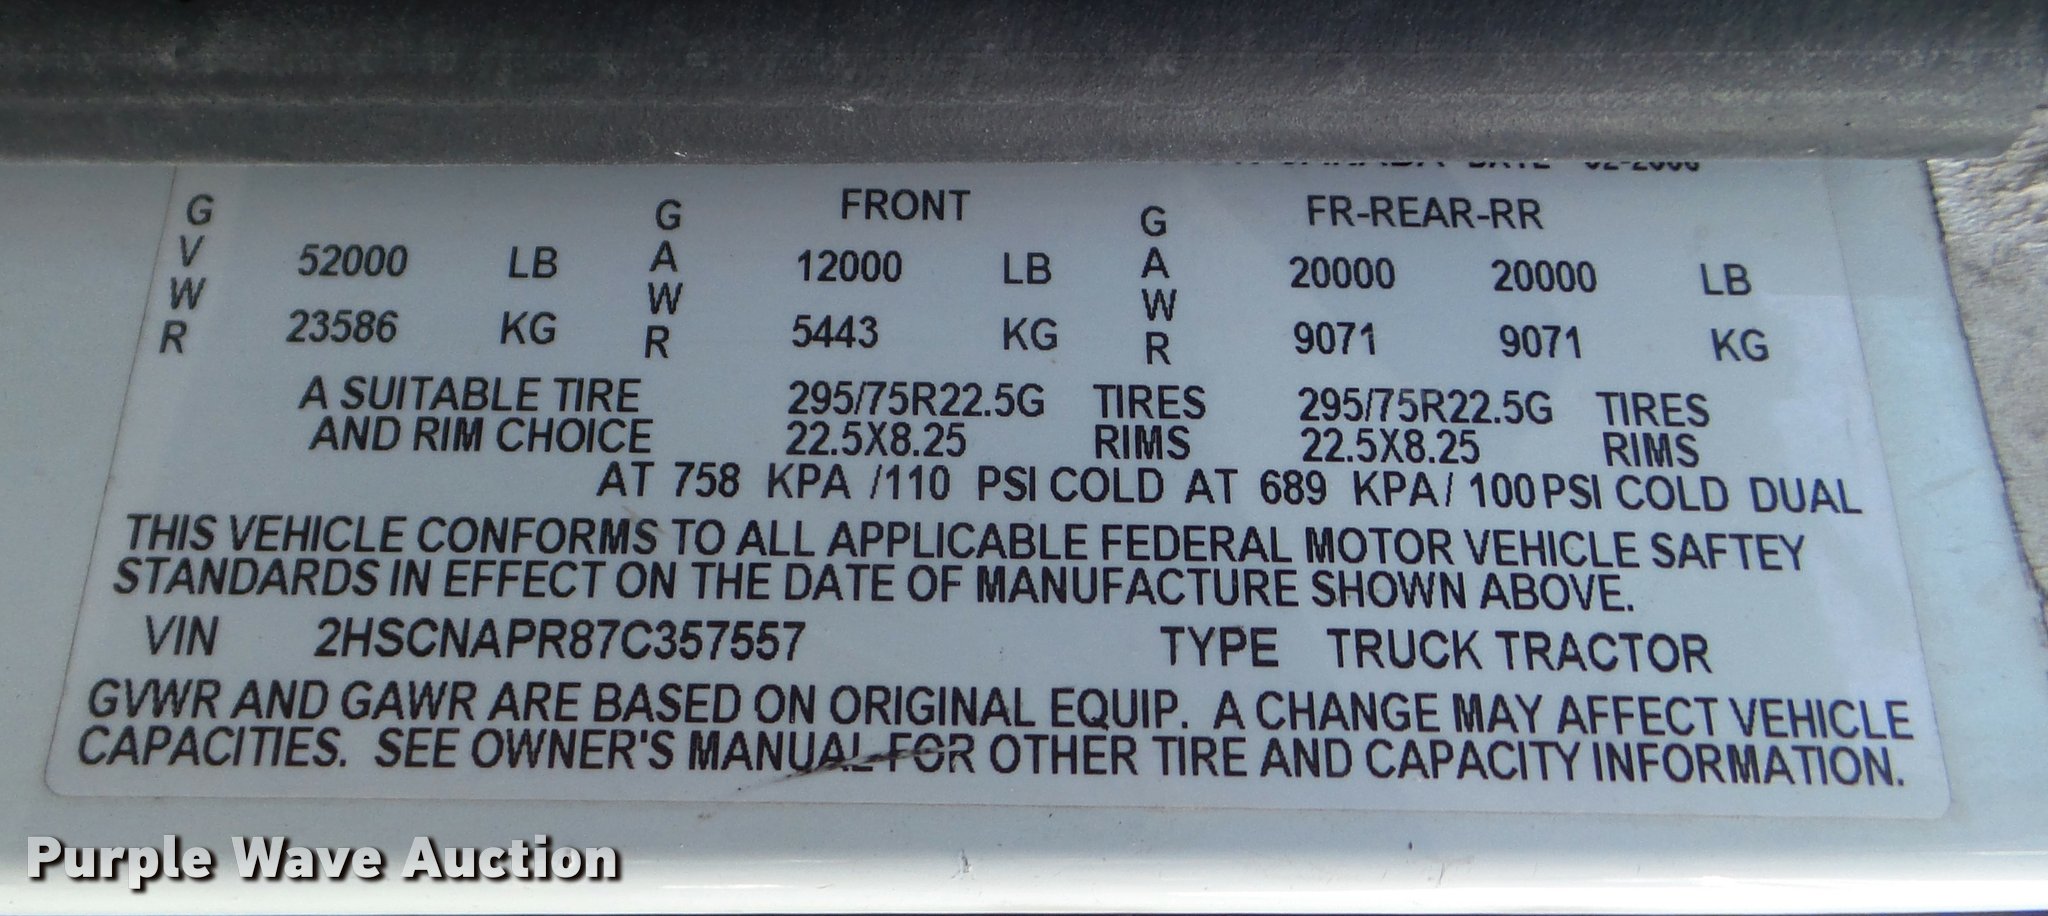 DATE 02-2006
G V W R 52000 LB G A W R FRONT 12000 LB G A W R FR-REAR-RR 20000 20000 LB
23586 KG 5443 KG 9071 9071 KG
A SUITABLE TIRE 295/75R22.5G TIRES 295/75R22.5G TIRES
AND RIM CHOICE 22.5X8.25 RIMS 22.5X8.25 RIMS
AT 758 KPA /110 PSI COLD AT 689 KPA/ 100 PSI COLD DUAL
THIS VEHICLE CONFORMS TO ALL APPLICABLE FEDERAL MOTOR VEHICLE SAFTEY
STANDARDS IN EFFECT ON THE DATE OF MANUFACTURE SHOWN ABOVE.
VIN 2HSCNAPR87C357557 TYPE TRUCK TRACTOR
GVWR AND GAWR ARE BASED ON ORIGINAL EQUIP. A CHANGE MAY AFFECT VEHICLE
CAPACITIES. SEE OWNER'S MANUAL FOR OTHER TIRE AND CAPACITY INFORMATION.
Purple Wave Auction